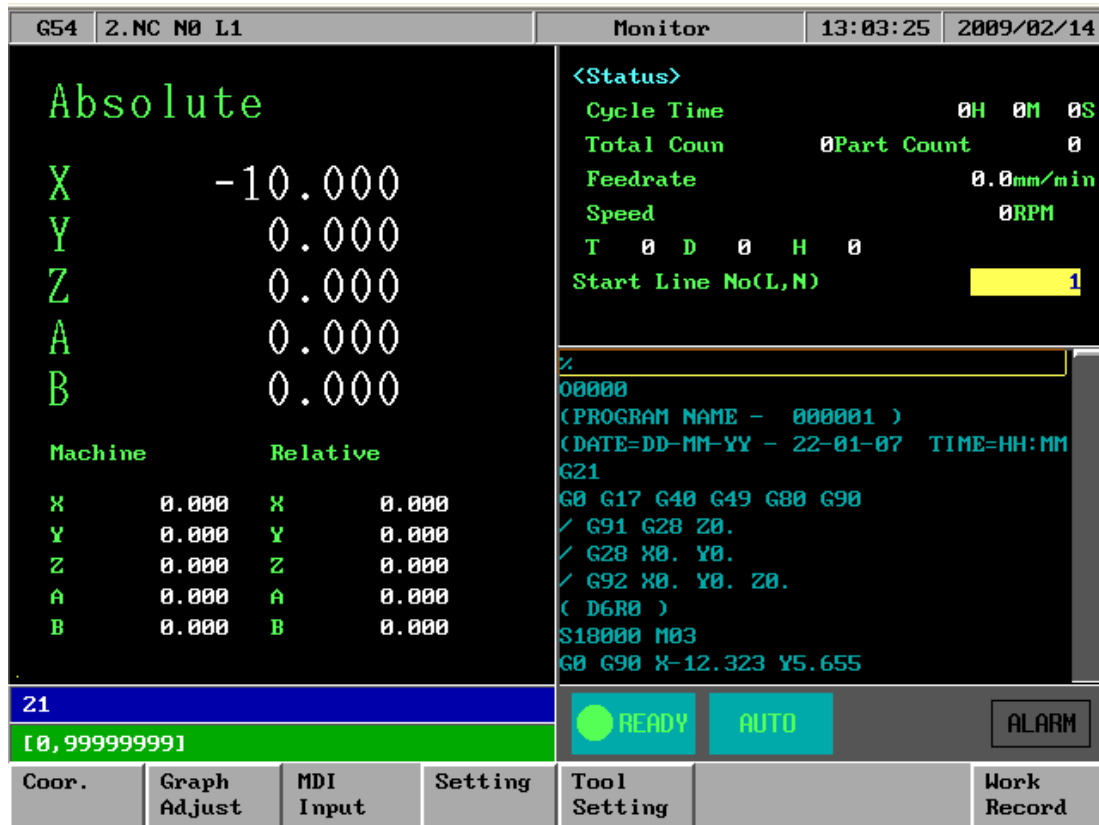 G54 2.NC N0 L1 Monitor 13:03:25 2009/02/14
Absolute
X -10.000
Y 0.000
Z 0.000
A 0.000
B 0.000
Machine Relative
X 0.000 X 0.000
Y 0.000 Y 0.000
Z 0.000 Z 0.000
A 0.000 A 0.000
B 0.000 B 0.000
<Status>
Cycle Time 0H 0M 0S
Total Coun 0Part Count 0
Feedrate 0.0mm/min
Speed 0RPM
T 0 D 0 H 0
Start Line No(L,N) 1
%
O0000
(PROGRAM NAME - 000001 )
(DATE=DD-MM-YY - 22-01-07 TIME=HH:MM
G21
G0 G17 G40 G49 G80 G90
/ G91 G28 Z0.
/ G28 X0. Y0.
/ G92 X0. Y0. Z0.
( D6R0 )
S18000 M03
G0 G90 X-12.323 Y5.655
21
[0,99999999]
READY AUTO ALARM
Coor. Graph Adjust MDI Input Setting Tool Setting Work Record